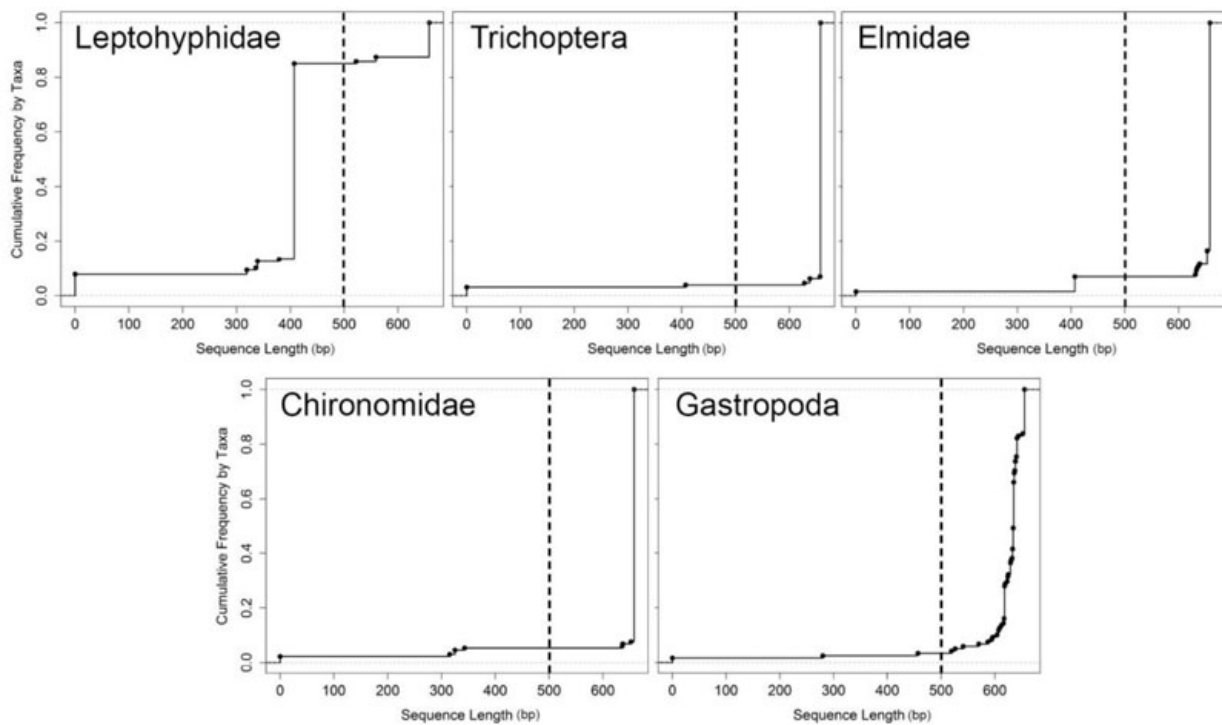 Leptohyphidae
Trichoptera
Elmidae
Cumulative Frequency by Taxa
1.0
0.8
0.6
0.4
0.2
0.0
0 100 200 300 400 500 600
0 100 200 300 400 500 600
0 100 200 300 400 500 600
Sequence Length (bp)
Sequence Length (bp)
Sequence Length (bp)
Chironomidae
Gastropoda
Cumulative Frequency by Taxa
1.0
0.8
0.6
0.4
0.2
0.0
0 100 200 300 400 500 600
0 100 200 300 400 500 600
Sequence Length (bp)
Sequence Length (bp)